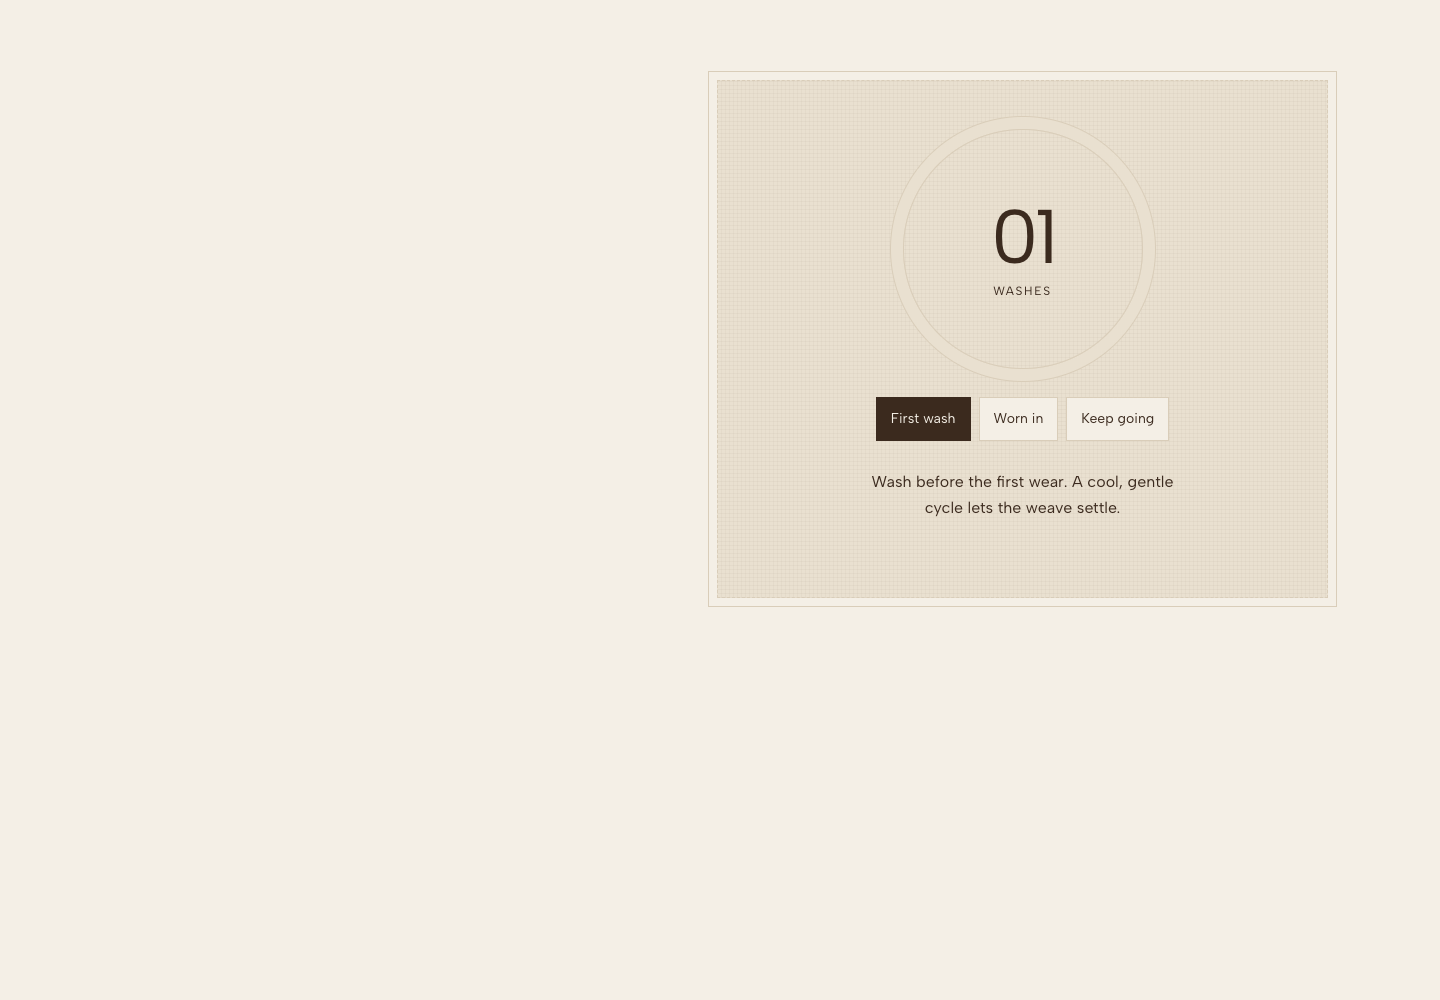 01
WASHES
First wash
Worn in
Keep going
Wash before the first wear. A cool, gentle
cycle lets the weave settle.